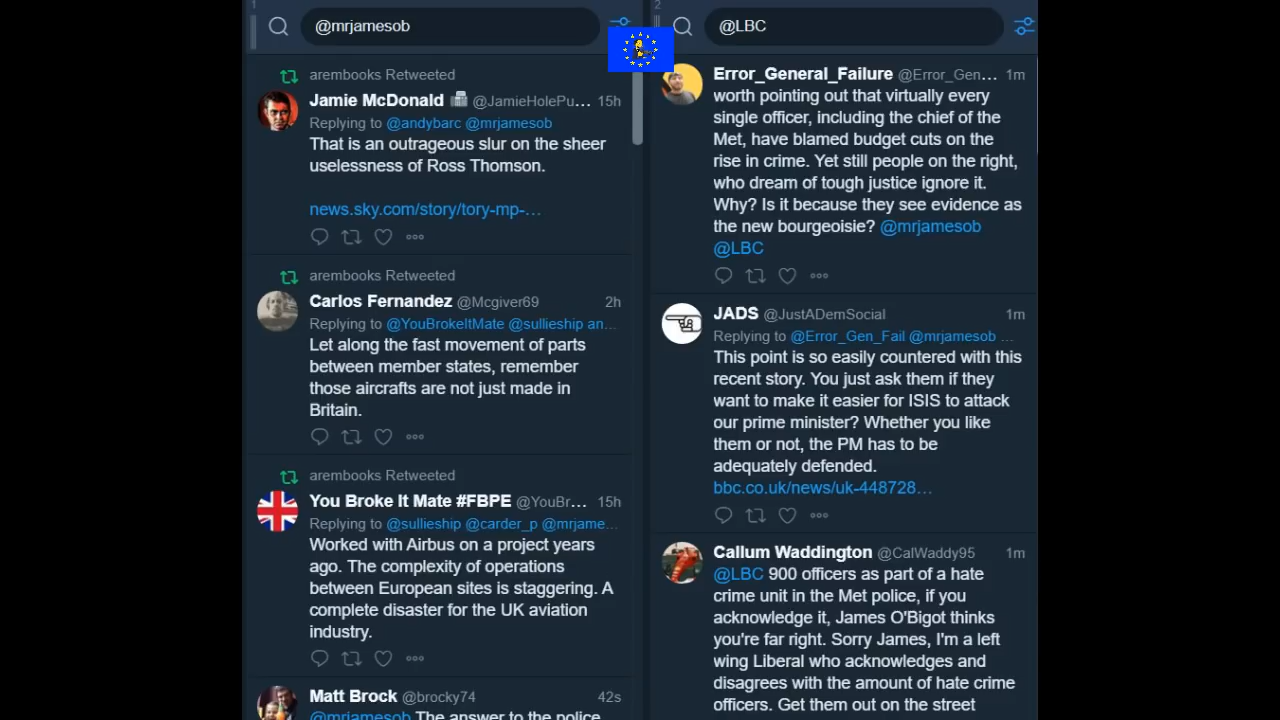 1
@mrjamesob
arembooks Retweeted
Jamie McDonald @JamieHolePu... 15h
Replying to @andybarc @mrjamesob
That is an outrageous slur on the sheer
uselessness of Ross Thomson.
news.sky.com/story/tory-mp-...
arembooks Retweeted
Carlos Fernandez @Mcgiver69 2h
Replying to @YouBrokeItMate @sullieship an...
Let along the fast movement of parts
between member states, remember
those aircrafts are not just made in
Britain.
arembooks Retweeted
You Broke It Mate #FBPE @YouBr... 15h
Replying to @sullieship @carder_p @mrjame...
Worked with Airbus on a project years
ago. The complexity of operations
between European sites is staggering. A
complete disaster for the UK aviation
industry.
Matt Brock @brocky74 42s
@mrjamesob The answer to the police
2
@LBC
Error_General_Failure @Error_Gen... 1m
worth pointing out that virtually every
single officer, including the chief of the
Met, have blamed budget cuts on the
rise in crime. Yet still people on the right,
who dream of tough justice ignore it.
Why? Is it because they see evidence as
the new bourgeoisie? @mrjamesob
@LBC
JADS @JustADemSocial 1m
Replying to @Error_Gen_Fail @mrjamesob ...
This point is so easily countered with this
recent story. You just ask them if they
want to make it easier for ISIS to attack
our prime minister? Whether you like
them or not, the PM has to be
adequately defended.
bbc.co.uk/news/uk-448728...
Callum Waddington @CalWaddy95 1m
@LBC 900 officers as part of a hate
crime unit in the Met police, if you
acknowledge it, James O'Bigot thinks
you're far right. Sorry James, I'm a left
wing Liberal who acknowledges and
disagrees with the amount of hate crime
officers. Get them out on the street